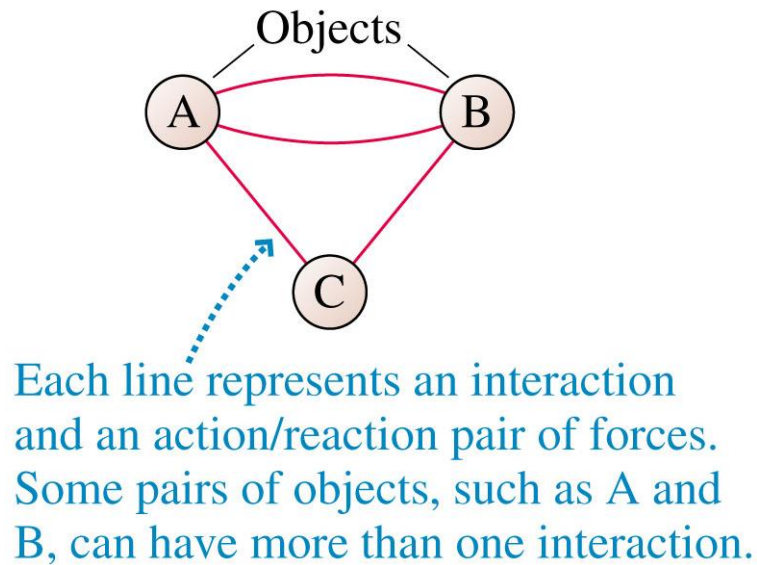 Objects
A
B
C
Each line represents an interaction
and an action/reaction pair of forces.
Some pairs of objects, such as A and
B, can have more than one interaction.